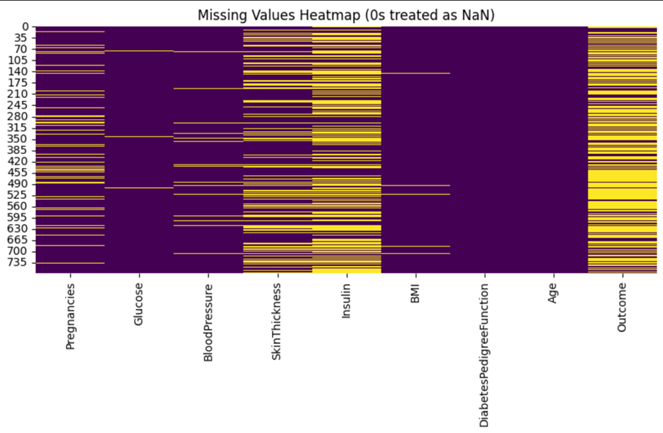 Missing Values Heatmap (0s treated as NaN)
0
35
70
105
140
175
210
245
280
315
350
385
420
455
490
525
560
595
630
665
700
735
Pregnancies
Glucose
BloodPressure
SkinThickness
Insulin
BMI
DiabetesPedigreeFunction
Age
Outcome